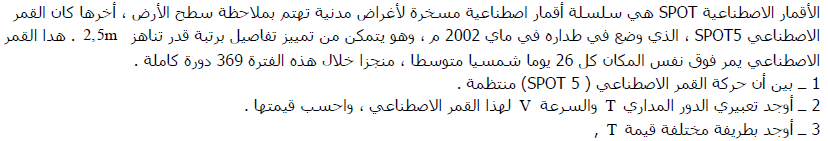 الأقمار الاصطناعية SPOT هي سلسلة أقمار اصطناعية مسخرة لأغراض مدنية تهتم بملاحظة سطح الأرض ، أخرها كان القمر
الاصطناعي SPOT5 ، الذي وضع في طداره في ماي 2002 م ، وهو يتمكن من تمييز تفاصيل برتبة قدر تناهز 2,5m . هدا القمر
الاصطناعي يمر فوق نفس المكان كل 26 يوما شمسيا متوسطا ، منجزا خلال هذه الفترة 369 دورة كاملة .
1 ـ بين أن حركة القمر الاصطناعي ( SPOT 5) منتظمة .
2 ـ أوجد تعبيري الدور المداري T والسرعة V لهذا القمر الاصطناعي ، واحسب قيمتها .
3 ـ أوجد بطريفة مختلفة قيمة T ,